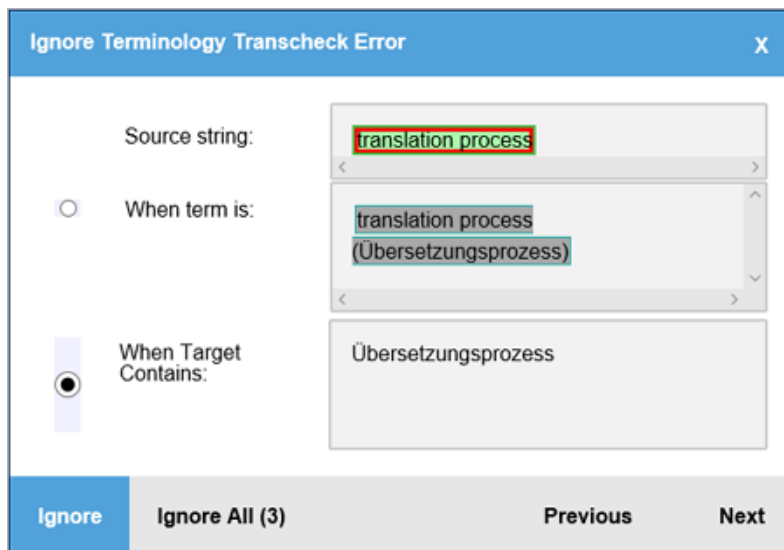 Ignore Terminology Transcheck Error X
Source string: translation process
When term is: translation process
(Übersetzungsprozess)
When Target Übersetzungsprozess
Contains:
Ignore Ignore All (3) Previous Next